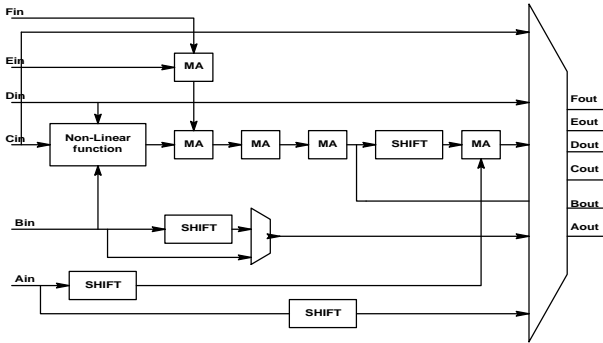 Fin
Ein
MA
Din
Cin
Non-Linear
function
MA
MA
MA
SHIFT
MA
Bin
SHIFT
Ain
SHIFT
SHIFT
Fout
Eout
Dout
Cout
Bout
Aout